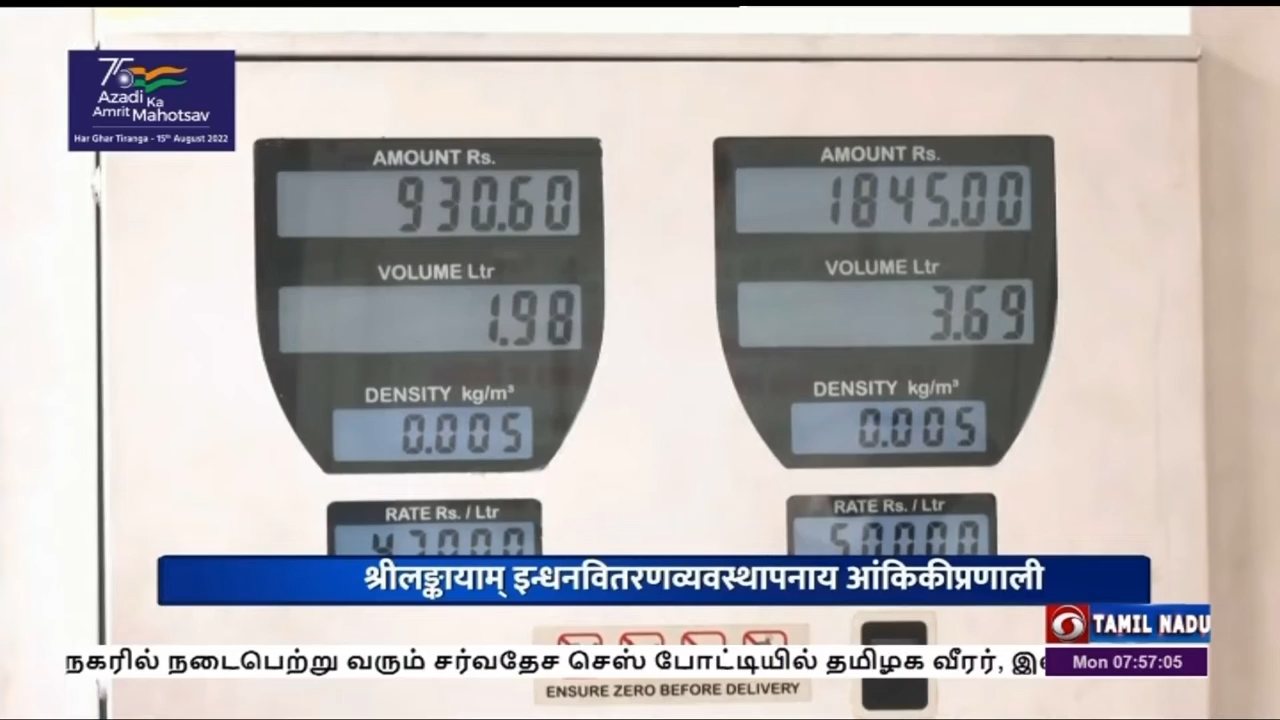 75
Azadi Ka
Amrit Mahotsav
Har Ghar Tiranga - 15th August 2022
AMOUNT Rs.
930.60
VOLUME Ltr
1.98
DENSITY kg/m³
0.005
RATE Rs. / Ltr
AMOUNT Rs.
1845.00
VOLUME Ltr
3.69
DENSITY kg/m³
0.005
RATE Rs. / Ltr
श्रीलङ्कायाम् इन्धनवितरणव्यवस्थापनाय आंकिकीप्रणाली
TAMIL NADU
நகரில் நடைபெற்று வரும் சர்வதேச செஸ் போட்டியில் தமிழக வீரர்,
Mon 07:57:05
ENSURE ZERO BEFORE DELIVERY